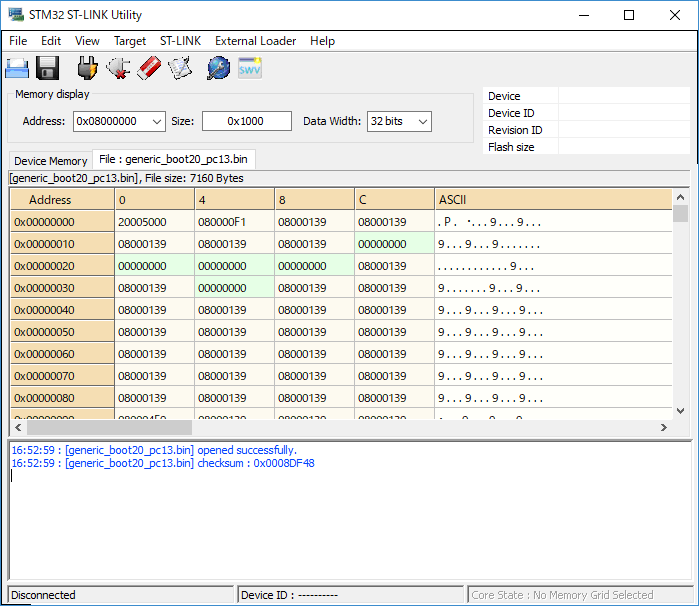 STM32 ST-LINK Utility
File Edit View Target ST-LINK External Loader Help
SWV
Memory display
Address: 0x08000000 Size: 0x1000 Data Width: 32 bits
Device
Device ID
Revision ID
Flash size
Device Memory File : generic_boot20_pc13.bin
[generic_boot20_pc13.bin], File size: 7160 Bytes
Address 0 4 8 C ASCII
0x00000000 20005000 080000F1 08000139 08000139 .P. ·...9...9...
0x00000010 08000139 08000139 08000139 00000000 9...9...9.......
0x00000020 00000000 00000000 00000000 08000139 ............9...
0x00000030 08000139 00000000 08000139 08000139 9.......9...9...
0x00000040 08000139 08000139 08000139 08000139 9...9...9...9...
0x00000050 08000139 08000139 08000139 08000139 9...9...9...9...
0x00000060 08000139 08000139 08000139 08000139 9...9...9...9...
0x00000070 08000139 08000139 08000139 08000139 9...9...9...9...
0x00000080 08000139 08000139 08000139 08000139 9...9...9...9...
16:52:59 : [generic_boot20_pc13.bin] opened successfully.
16:52:59 : [generic_boot20_pc13.bin] checksum : 0x0008DF48
Disconnected Device ID : ---------- Core State : No Memory Grid Selected